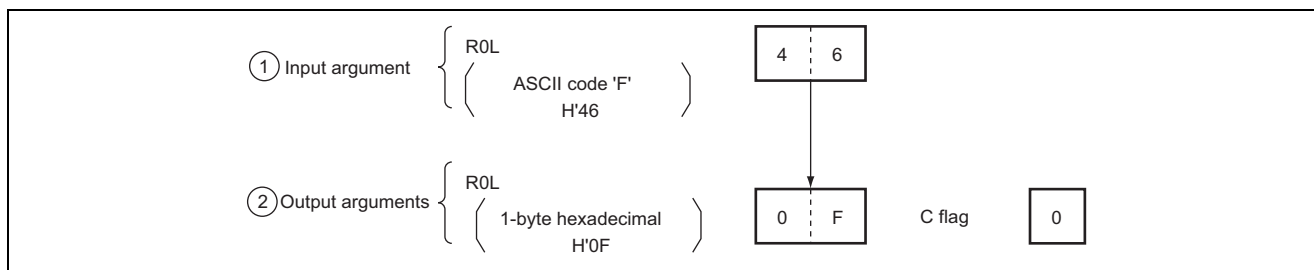 ① Input argument
R0L
ASCII code 'F'
H'46
4 6
② Output arguments
R0L
1-byte hexadecimal
H'0F
0 F
C flag
0